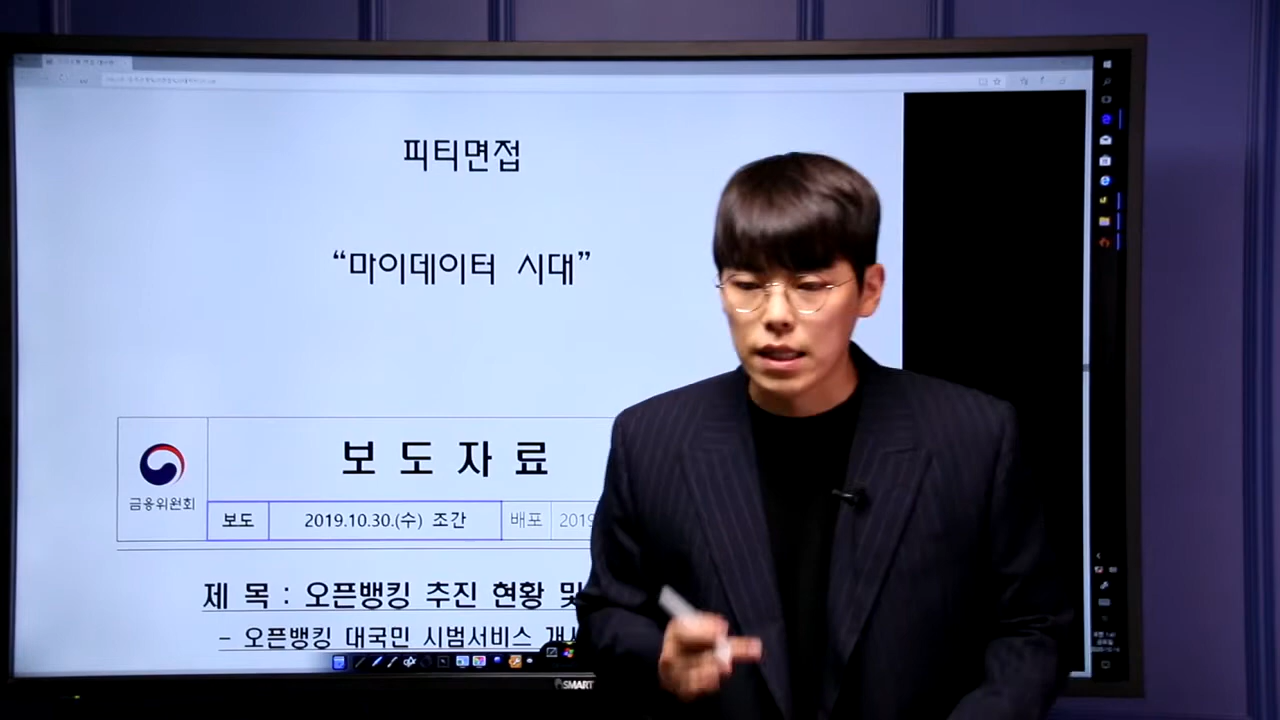 피티면접
“마이데이터 시대”
보 도 자 료
금융위원회
보도 2019.10.30.(수) 조간 배포 2019
제 목 : 오픈뱅킹 추진 현황 및
- 오픈뱅킹 대국민 시범서비스 개시
SMART